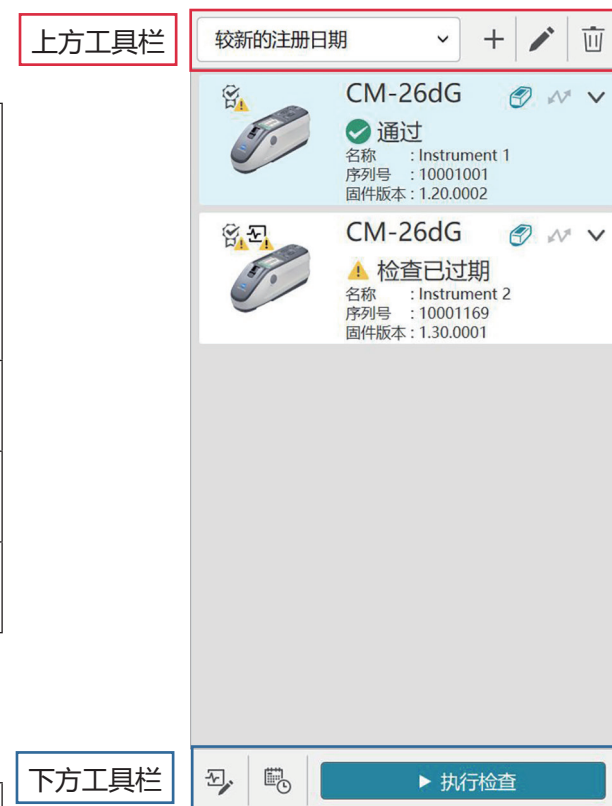 上方工具栏
较新的注册日期
CM-26dG
通过
名称 : Instrument 1
序列号 : 10001001
固件版本 : 1.20.0002
CM-26dG
检查已过期
名称 : Instrument 2
序列号 : 10001169
固件版本 : 1.30.0001
下方工具栏
执行检查